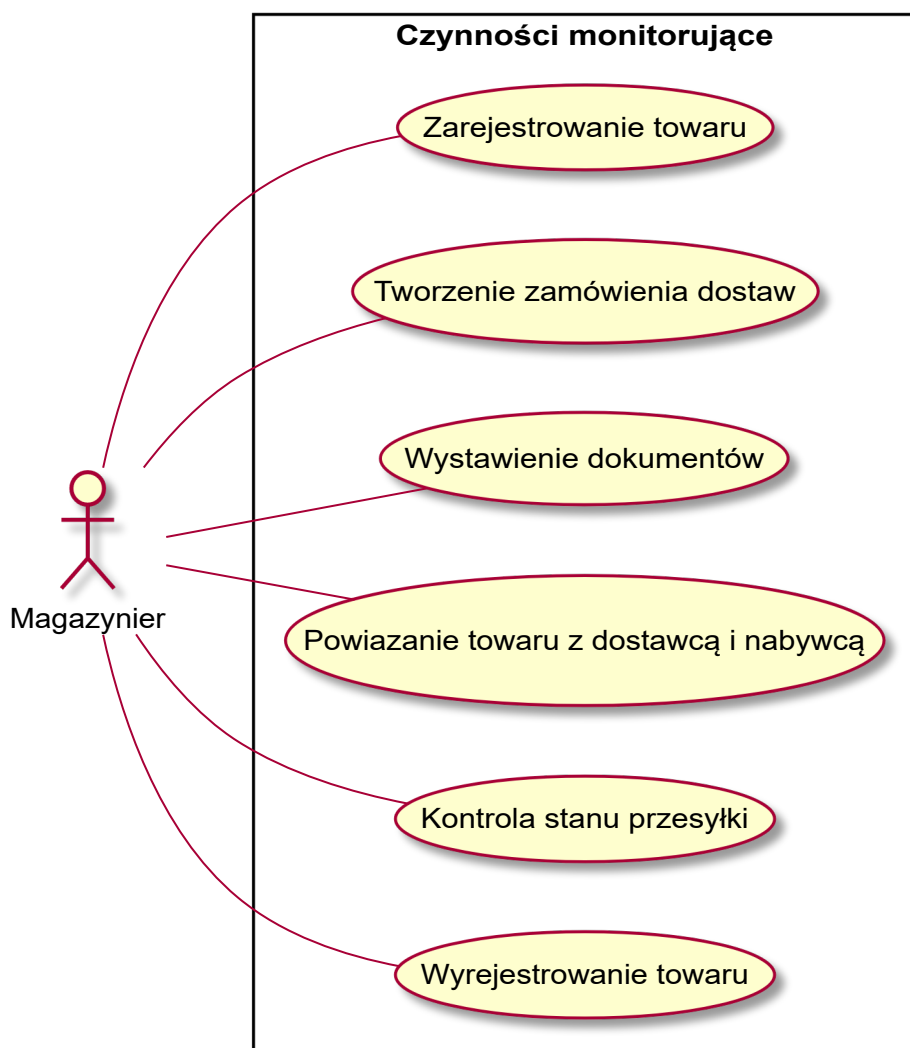 Czynności monitorujące
Zarejestrowanie towaru
Tworzenie zamówienia dostaw
Wystawienie dokumentów
Magazynier
Powiazanie towaru z dostawcą i nabywcą
Kontrola stanu przesyłki
Wyrejestrowanie towaru